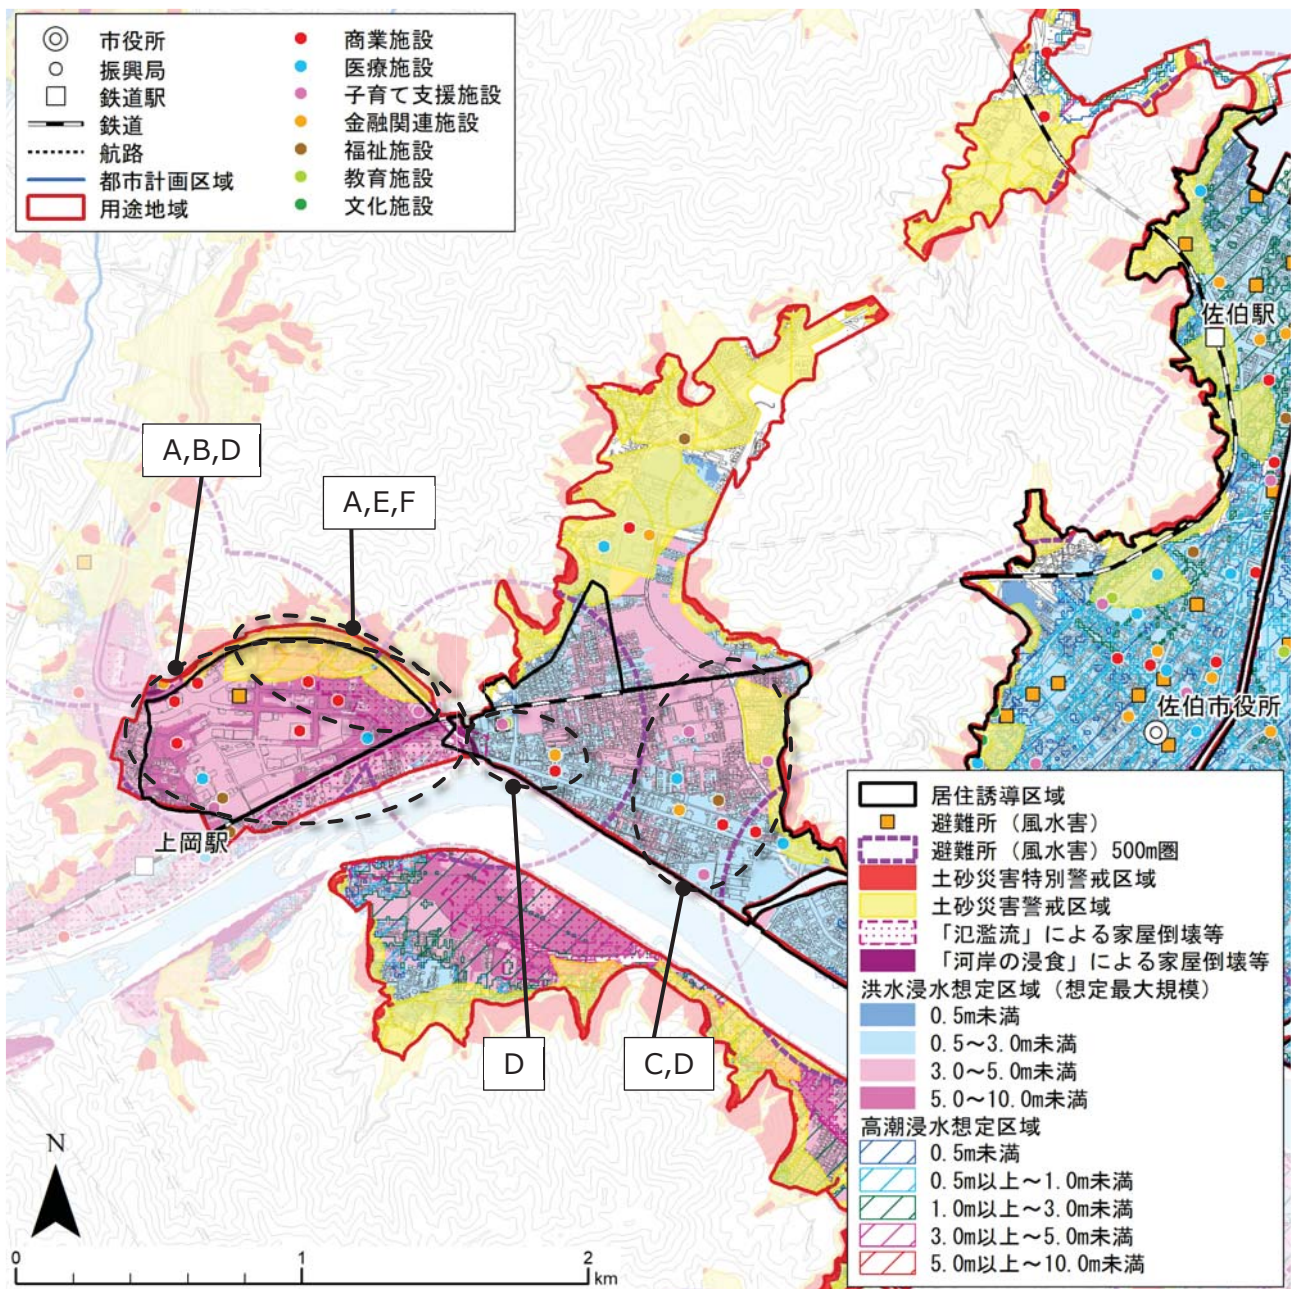 市役所
振興局
鉄道駅
鉄道
航路
都市計画区域
用途地域
商業施設
医療施設
子育て支援施設
金融関連施設
福祉施設
教育施設
文化施設
佐伯駅
A,B,D
A,E,F
佐伯市役所
上岡駅
D
C,D
居住誘導区域
避難所（風水害）
避難所（風水害）500m圏
土砂災害特別警戒区域
土砂災害警戒区域
「氾濫流」による家屋倒壊等
「河岸の浸食」による家屋倒壊等
洪水浸水想定区域（想定最大規模）
0.5m未満
0.5～3.0m未満
3.0～5.0m未満
5.0～10.0m未満
高潮浸水想定区域
0.5m未満
0.5m以上～1.0m未満
1.0m以上～3.0m未満
3.0m以上～5.0m未満
5.0m以上～10.0m未満
N
0 1 2 km